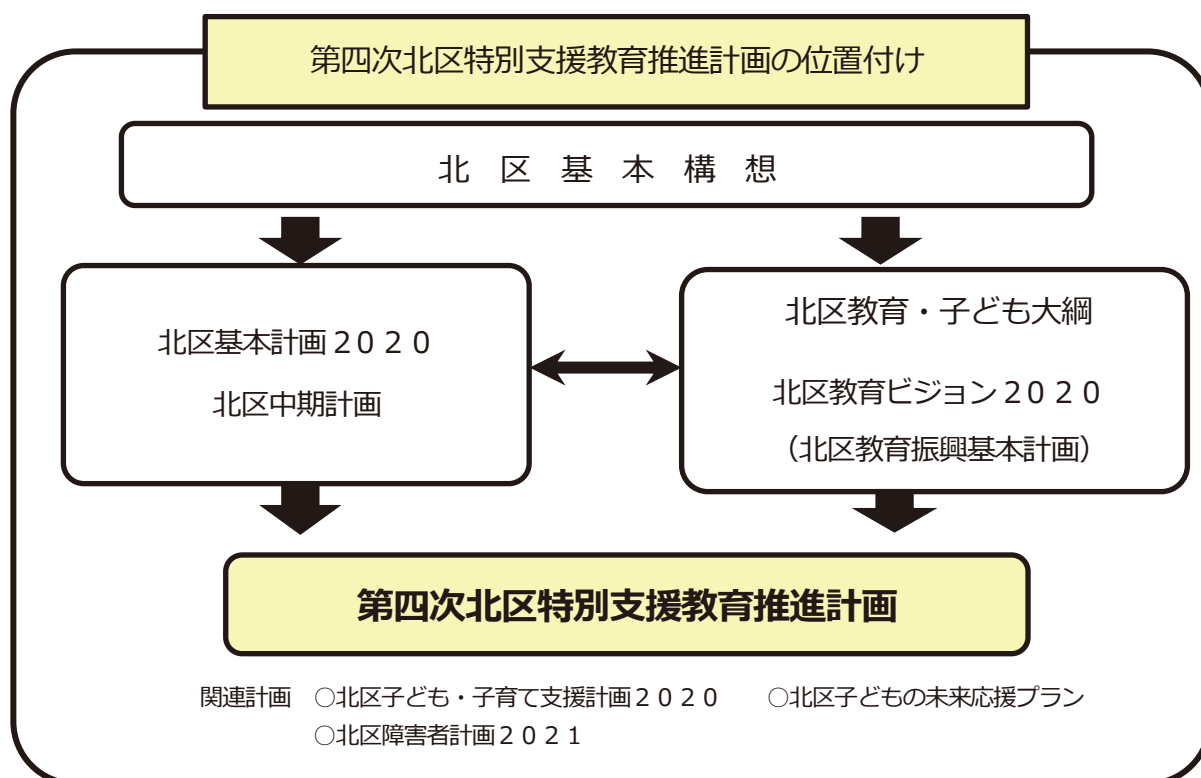 第四次北区特別支援教育推進計画の位置付け
北 区 基 本 構 想
北区基本計画２０２０
北区中期計画
北区教育・子ども大綱
北区教育ビジョン２０２０
（北区教育振興基本計画）
第四次北区特別支援教育推進計画
関連計画 ○北区子ども・子育て支援計画２０２０ ○北区子どもの未来応援プラン
○北区障害者計画２０２１